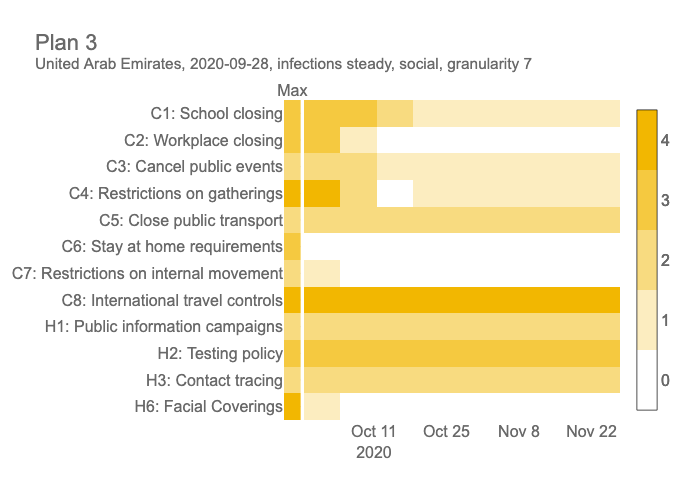 Plan 3
United Arab Emirates, 2020-09-28, infections steady, social, granularity 7
Max
C1: School closing
C2: Workplace closing
C3: Cancel public events
C4: Restrictions on gatherings
C5: Close public transport
C6: Stay at home requirements
C7: Restrictions on internal movement
C8: International travel controls
H1: Public information campaigns
H2: Testing policy
H3: Contact tracing
H6: Facial Coverings
4
3
2
1
0
Oct 11 Oct 25 Nov 8 Nov 22
2020